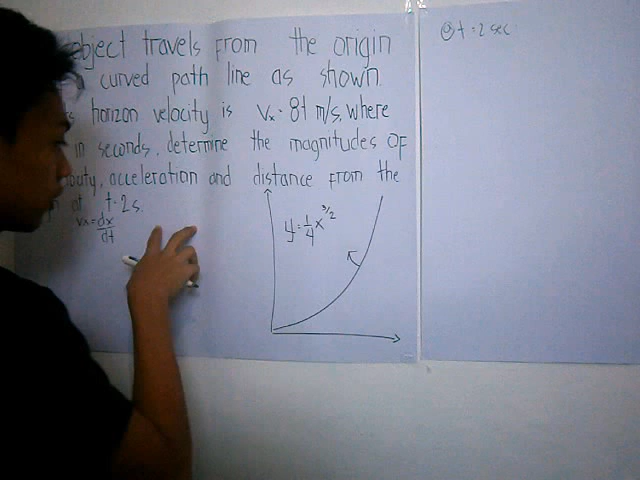 object travels from the origin
curved path line as shown.
horizon velocity is Vx = 8t m/s, where
in seconds, determine the magnitudes of
acceleration and distance from the
at t = 2s.
Vx = dx/dt
y = 1/4 x^3/2
@ t = 2 sec